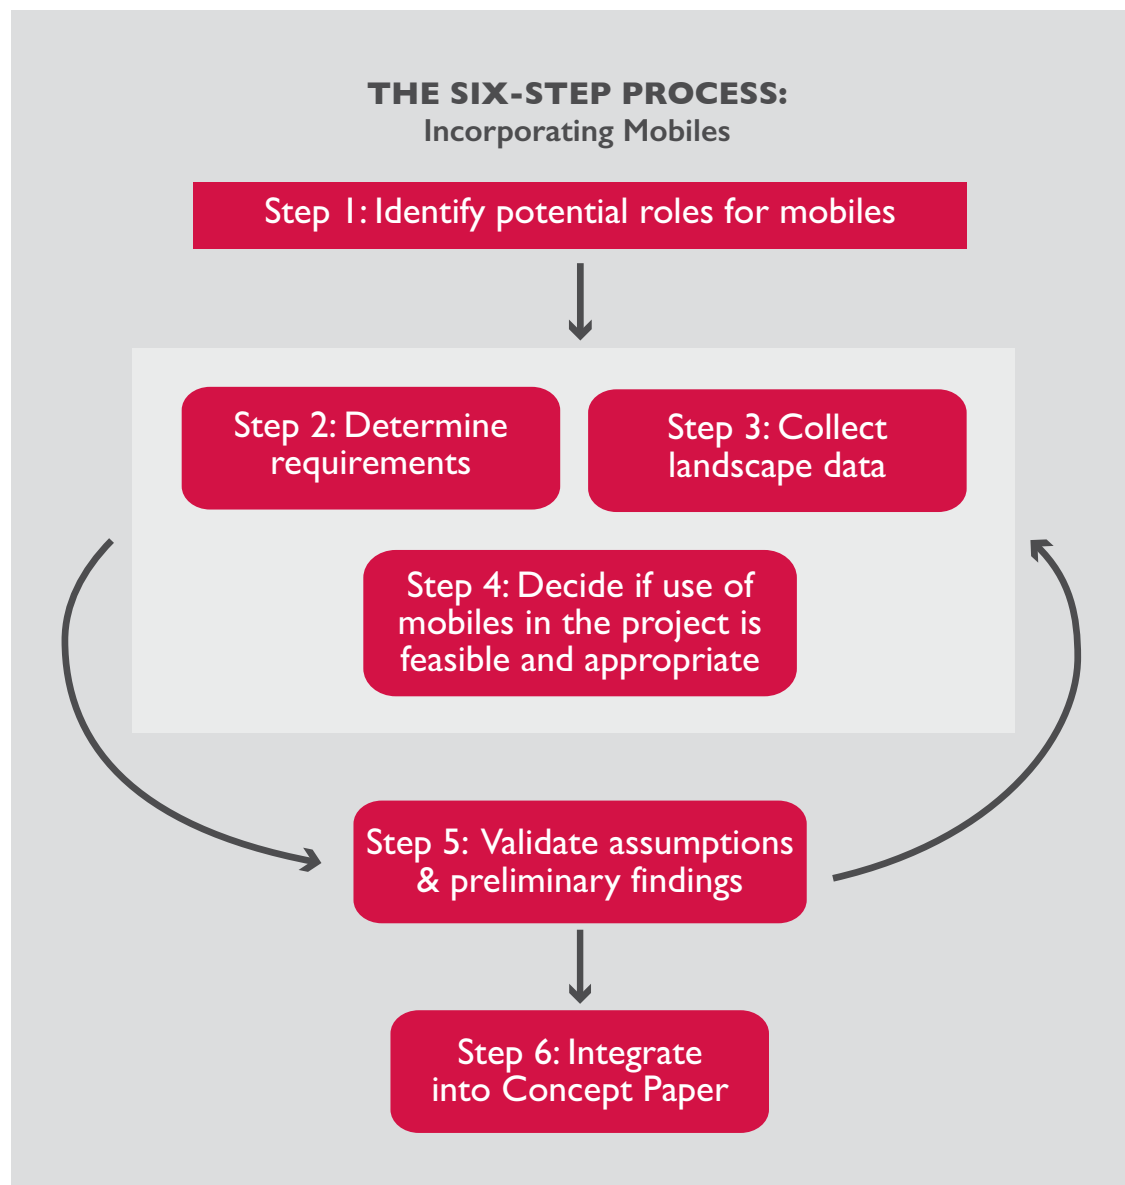 THE SIX-STEP PROCESS:
Incorporating Mobiles
Step 1: Identify potential roles for mobiles
Step 2: Determine
requirements
Step 3: Collect
landscape data
Step 4: Decide if use of
mobiles in the project is
feasible and appropriate
Step 5: Validate assumptions
& preliminary findings
Step 6: Integrate
into Concept Paper